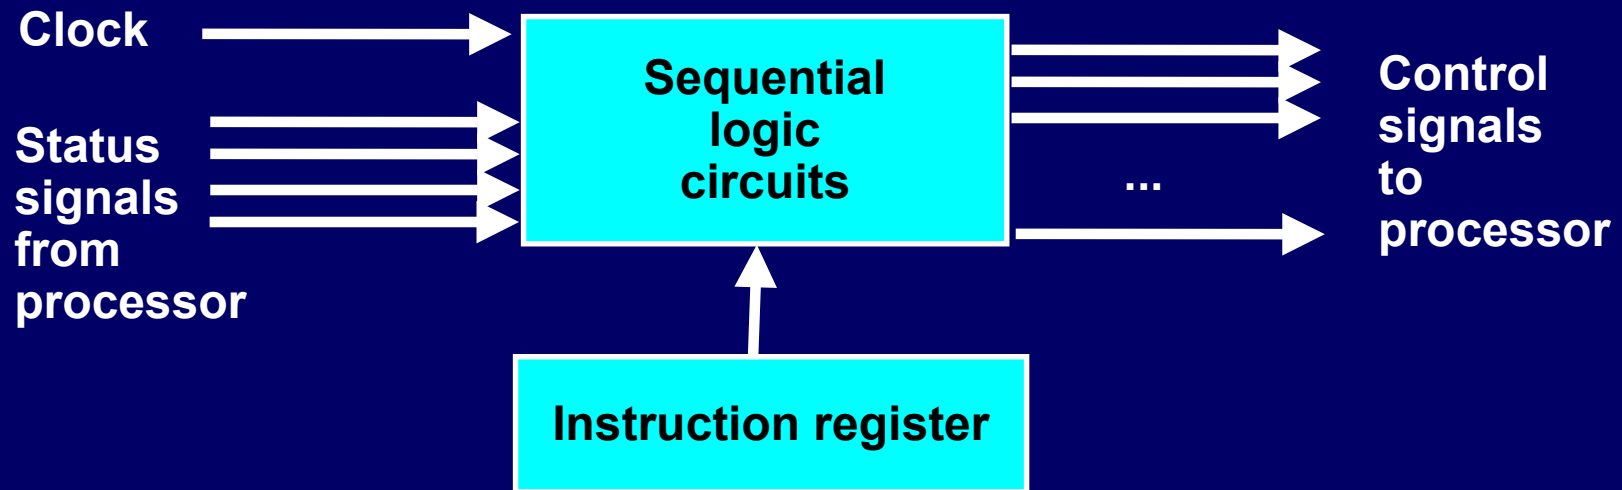 Clock
Status
signals
from
processor
Sequential
logic
circuits
...
Control
signals
to
processor
Instruction register